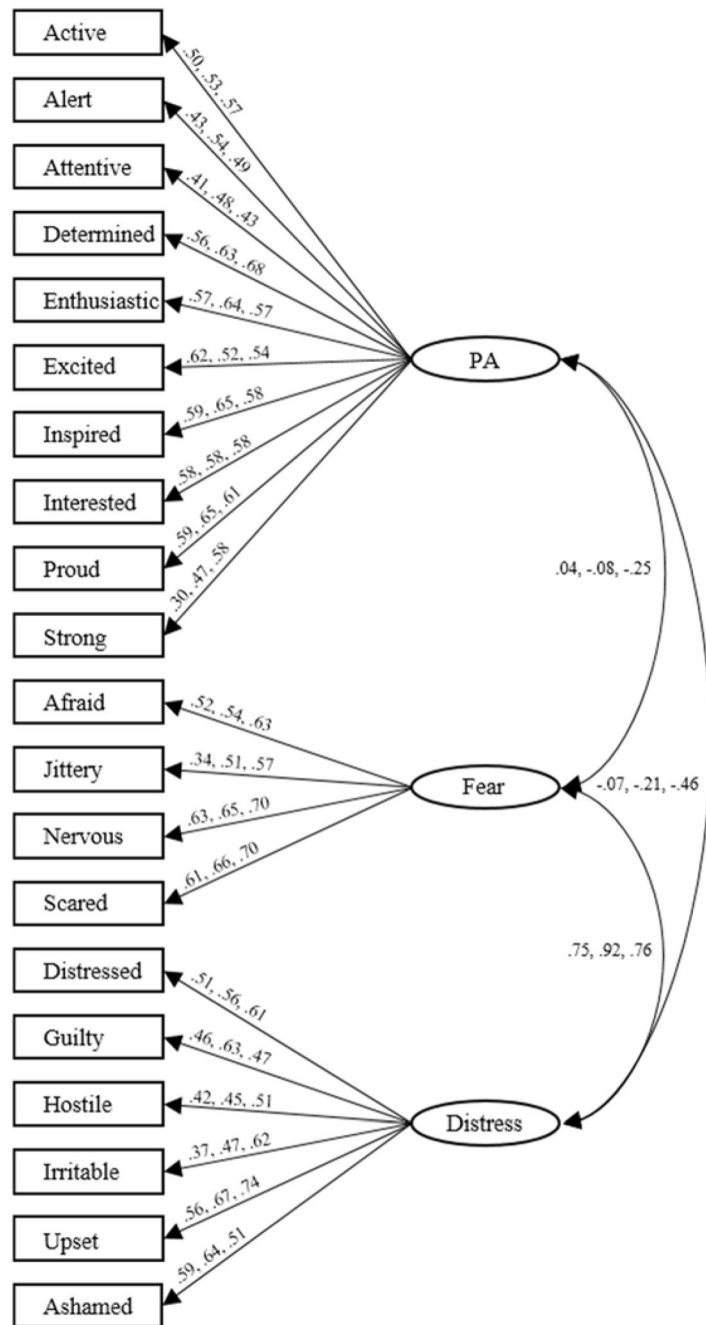 Active
.50, .53, .57
Alert
.43, .54, .49
Attentive
.41, .48, .43
Determined
.56, .63, .68
Enthusiastic
.57, .64, .57
Excited
.62, .52, .54
PA
Inspired
.59, .65, .58
Interested
.58, .58, .58
Proud
.59, .65, .61
.04, -.08, -.25
Strong
.30, .47, .58
Afraid
.52, .54, .63
Jittery
.34, .51, .57
Fear
-.07, -.21, -.46
Nervous
.63, .65, .70
Scared
.61, .66, .70
Distressed
.51, .56, .61
.75, .92, .76
Guilty
.46, .63, .47
Hostile
.42, .45, .51
Distress
Irritable
.37, .47, .62
Upset
.56, .67, .74
Ashamed
.59, .64, .51